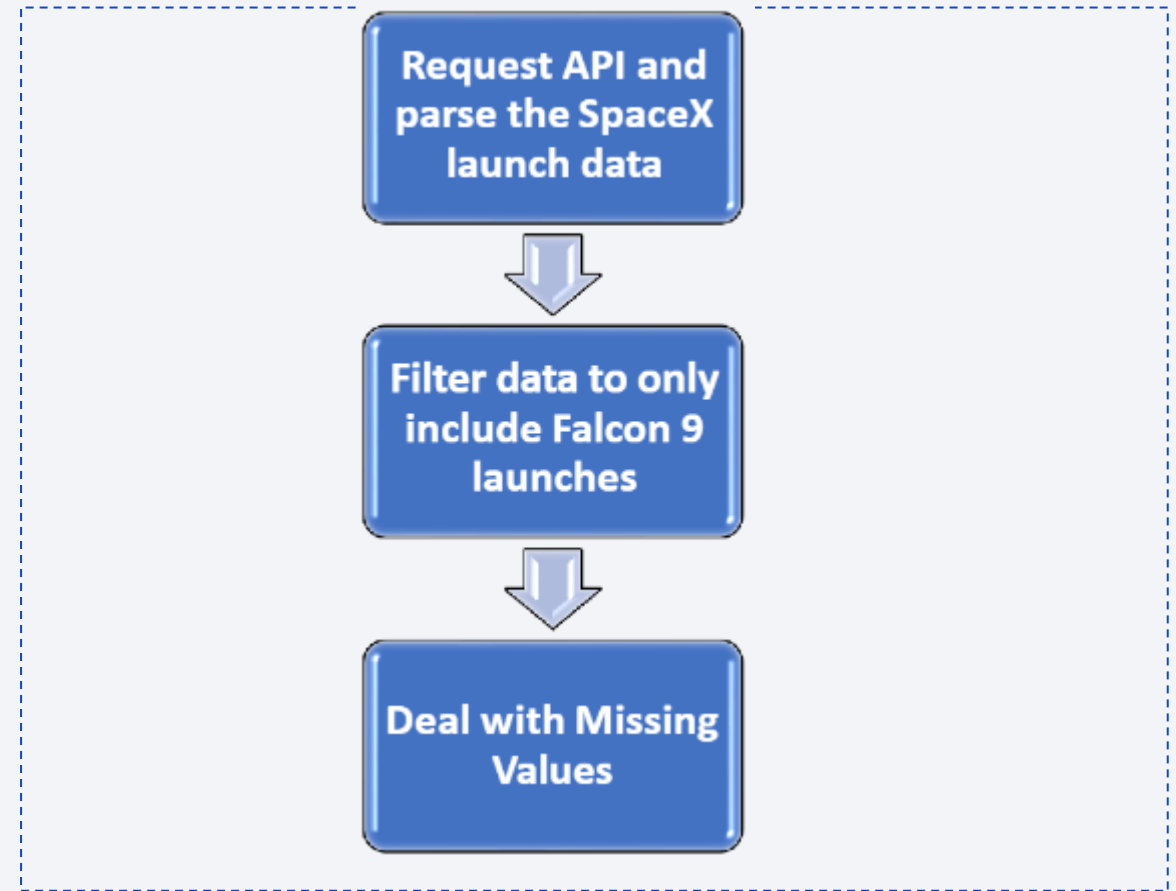 Request API and
parse the SpaceX
launch data
Filter data to only
include Falcon 9
launches
Deal with Missing
Values